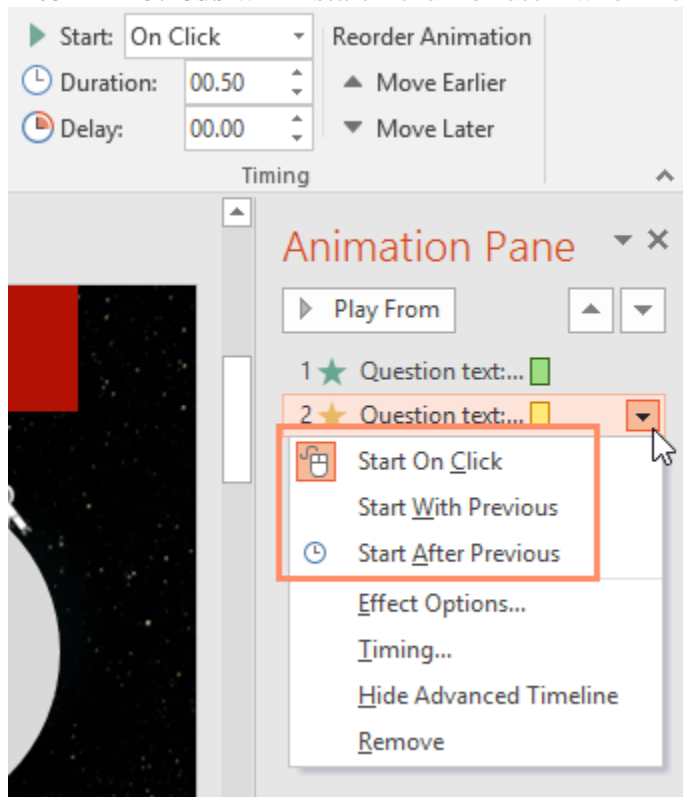 Start: On Click Reorder Animation
Duration: 00.50 Move Earlier
Delay: 00.00 Move Later
Timing
Animation Pane
Play From
1 Question text:...
2 Question text:...
Start On Click
Start With Previous
Start After Previous
Effect Options...
Timing...
Hide Advanced Timeline
Remove